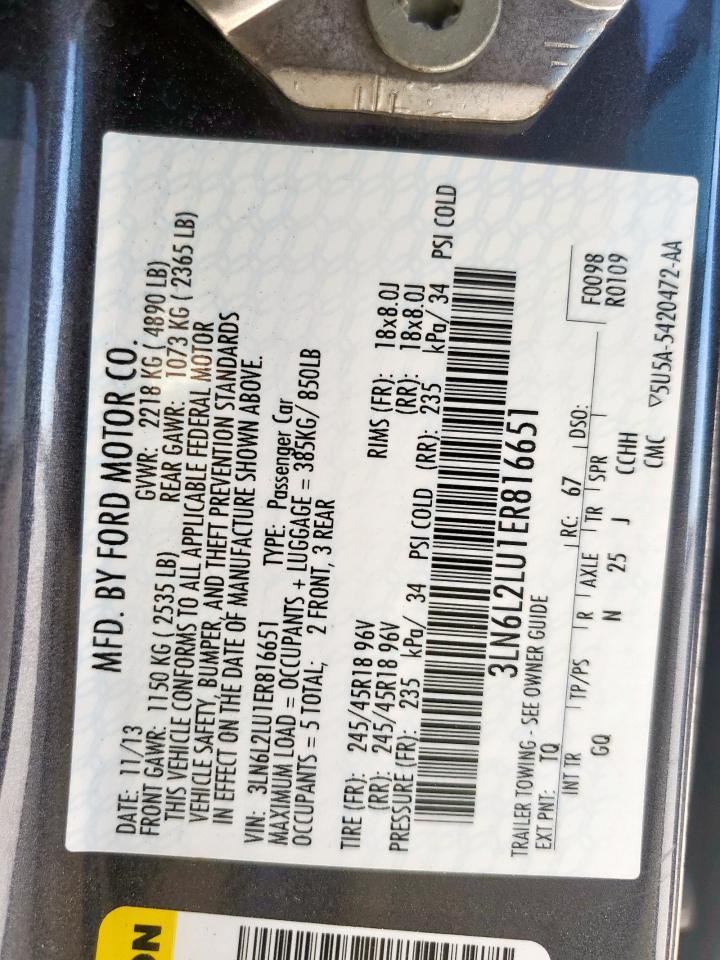 MFD. BY FORD MOTOR CO.
DATE: 11/13 GVWR: 2218 KG ( 4890 LB)
FRONT GAWR: 1150 KG ( 2535 LB) REAR GAWR: 1073 KG ( 2365 LB)
THIS VEHICLE CONFORMS TO ALL APPLICABLE FEDERAL MOTOR
VEHICLE SAFETY, BUMPER, AND THEFT PREVENTION STANDARDS
IN EFFECT ON THE DATE OF MANUFACTURE SHOWN ABOVE.
VIN: 3LN6L2LU1ER816651 TYPE: Passenger Car
MAXIMUM LOAD = OCCUPANTS + LUGGAGE = 385KG/ 850LB
OCCUPANTS = 5 TOTAL; 2 FRONT, 3 REAR
TIRE (FR): 245/45R18 96V RIMS (FR): 18x8.0J
(RR): 245/45R18 96V (RR): 18x8.0J
PRESSURE (FR): 235 kPa/ 34 PSI COLD (RR): 235 kPa/ 34 PSI COLD
3LN6L2LU1ER816651
TRAILER TOWING - SEE OWNER GUIDE F0098
EXT PNT: TQ RC: 67 DSO: R0109
INT TR TP/PS R AXLE TR SPR
GQ N 25 J CCHH
CMC ▽5U5A-5420472-AA
ON